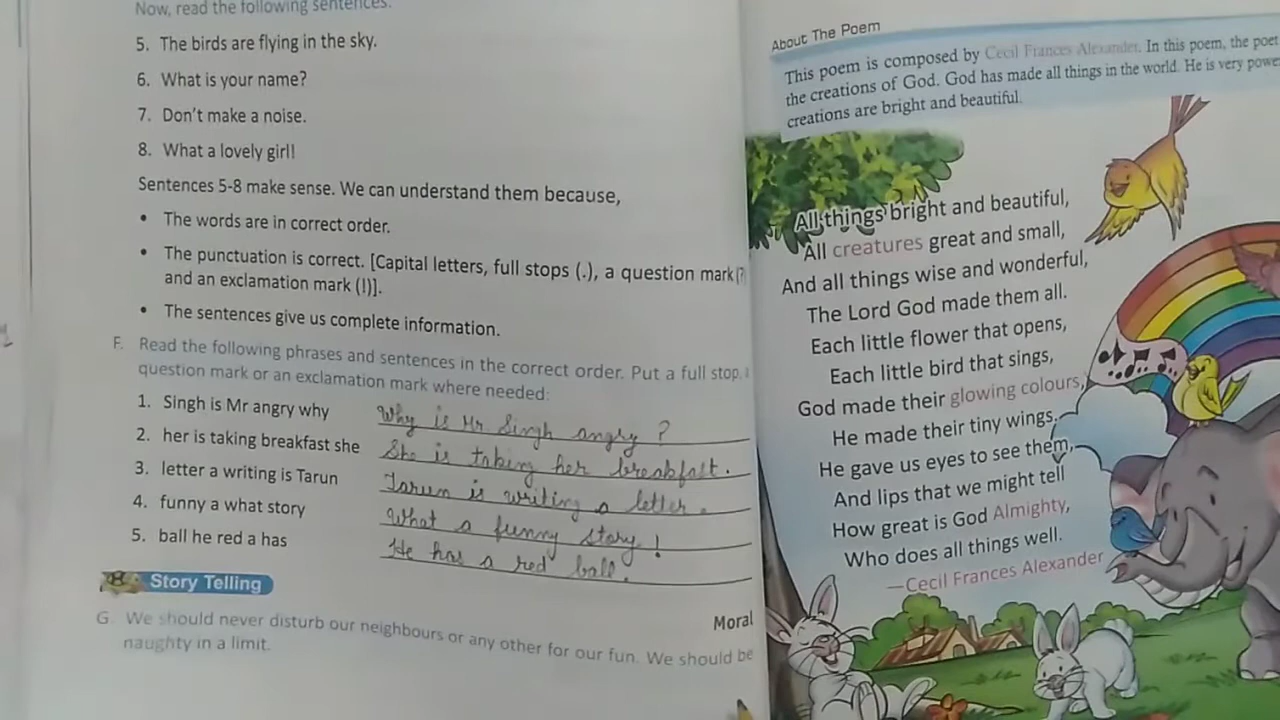 Now, read the following sentences.
5. The birds are flying in the sky.
6. What is your name?
7. Don't make a noise.
8. What a lovely girl!
Sentences 5-8 make sense. We can understand them because,
• The words are in correct order.
• The punctuation is correct. [Capital letters, full stops (.), a question mark (?
and an exclamation mark (!)].
• The sentences give us complete information.
F. Read the following phrases and sentences in the correct order. Put a full stop,
question mark or an exclamation mark where needed:
1. Singh is Mr angry why Why is Mr Singh angry ?
2. her is taking breakfast she She is taking her breakfast.
3. letter a writing is Tarun Tarun is writing a letter.
4. funny a what story What a funny story!
5. ball he red a has He has a red ball.
Story Telling
Moral
G. We should never disturb our neighbours or any other for our fun. We should be
naughty in a limit.
About The Poem
This poem is composed by Cecil Frances Alexander. In this poem, the poet
the creations of God. God has made all things in the world. He is very
creations are bright and beautiful.
All things bright and beautiful,
All creatures great and small,
And all things wise and wonderful,
The Lord God made them all.
Each little flower that opens,
Each little bird that sings,
God made their glowing colours,
He made their tiny wings.
He gave us eyes to see them,
And lips that we might tell
How great is God Almighty,
Who does all things well.
—Cecil Frances Alexander